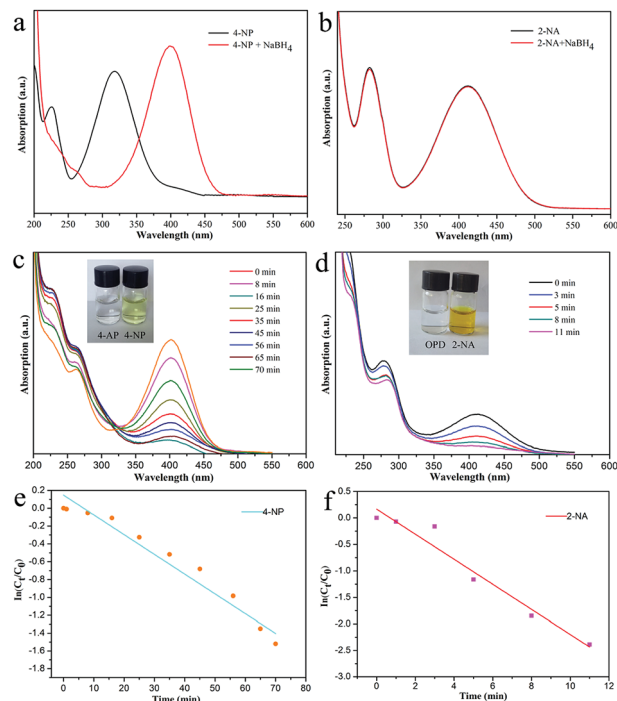 a
4-NP
4-NP + NaBH4
Absorption (a.u.)
200 250 300 350 400 450 500 550 600
Wavelength (nm)
b
2-NA
2-NA+NaBH4
Absorption (a.u.)
250 300 350 400 450 500 550 600
Wavelength (nm)
c
4-AP 4-NP
0 min
8 min
16 min
25 min
35 min
45 min
56 min
65 min
70 min
Absorption (a.u.)
200 250 300 350 400 450 500 550 600
Wavelength (nm)
d
OPD 2-NA
0 min
3 min
5 min
8 min
11 min
Absorption (a.u.)
250 300 350 400 450 500 550 600
Wavelength (nm)
e
4-NP
In(Ct/C0)
0.2
0.0
-0.2
-0.4
-0.6
-0.8
-1.0
-1.2
-1.4
-1.6
-1.8
0 10 20 30 40 50 60 70 80
Time (min)
f
2-NA
In(Ct/C0)
0.5
0.0
-0.5
-1.0
-1.5
-2.0
-2.5
-3.0
0 2 4 6 8 10 12
Time (min)